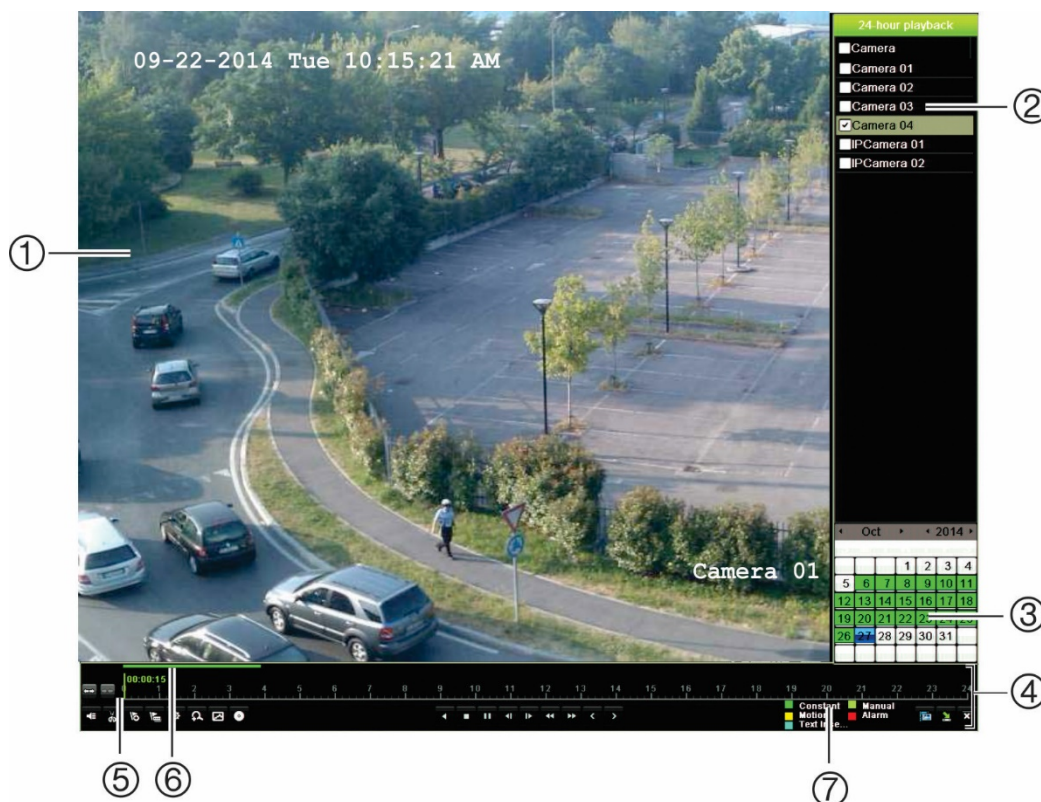 24-hour playback
09-22-2014 Tue 10:15:21 AM
Camera
Camera 01
Camera 02
Camera 03
Camera 04
IPCamera 01
IPCamera 02
①
②
Camera 01
Oct 2014
1 2 3 4
5 6 7 8 9 10 11
12 13 14 15 16 17 18
19 20 21 22 23 24 25
26 27 28 29 30 31
③
00:00:15
0 1 2 3 4 5 6 7 8 9 10 11 12 13 14 15 16 17 18 19 20 21 22 23 24
④
Constant Manual
Motion Alarm
Text Inse...
⑤ ⑥ ⑦